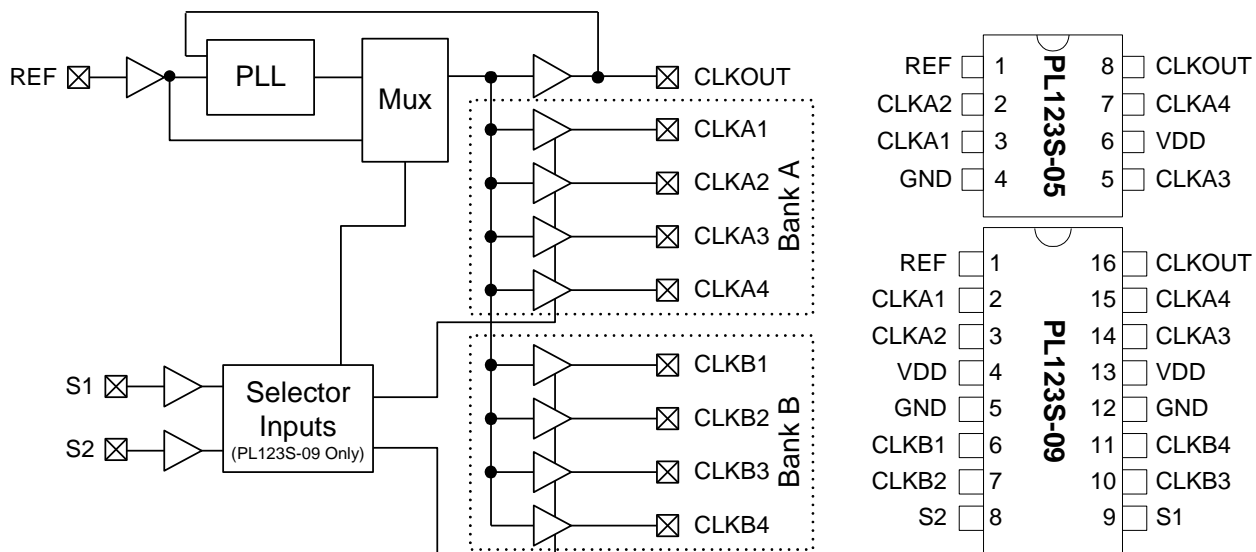 REF
PLL
Mux
CLKOUT
CLKA1
CLKA2
CLKA3
CLKA4
Bank A
S1
S2
Selector
Inputs
(PL123S-09 Only)
CLKB1
CLKB2
CLKB3
CLKB4
Bank B
PL123S-05
REF 1 8 CLKOUT
CLKA2 2 7 CLKA4
CLKA1 3 6 VDD
GND 4 5 CLKA3
PL123S-09
REF 1 16 CLKOUT
CLKA1 2 15 CLKA4
CLKA2 3 14 CLKA3
VDD 4 13 VDD
GND 5 12 GND
CLKB1 6 11 CLKB4
CLKB2 7 10 CLKB3
S2 8 9 S1